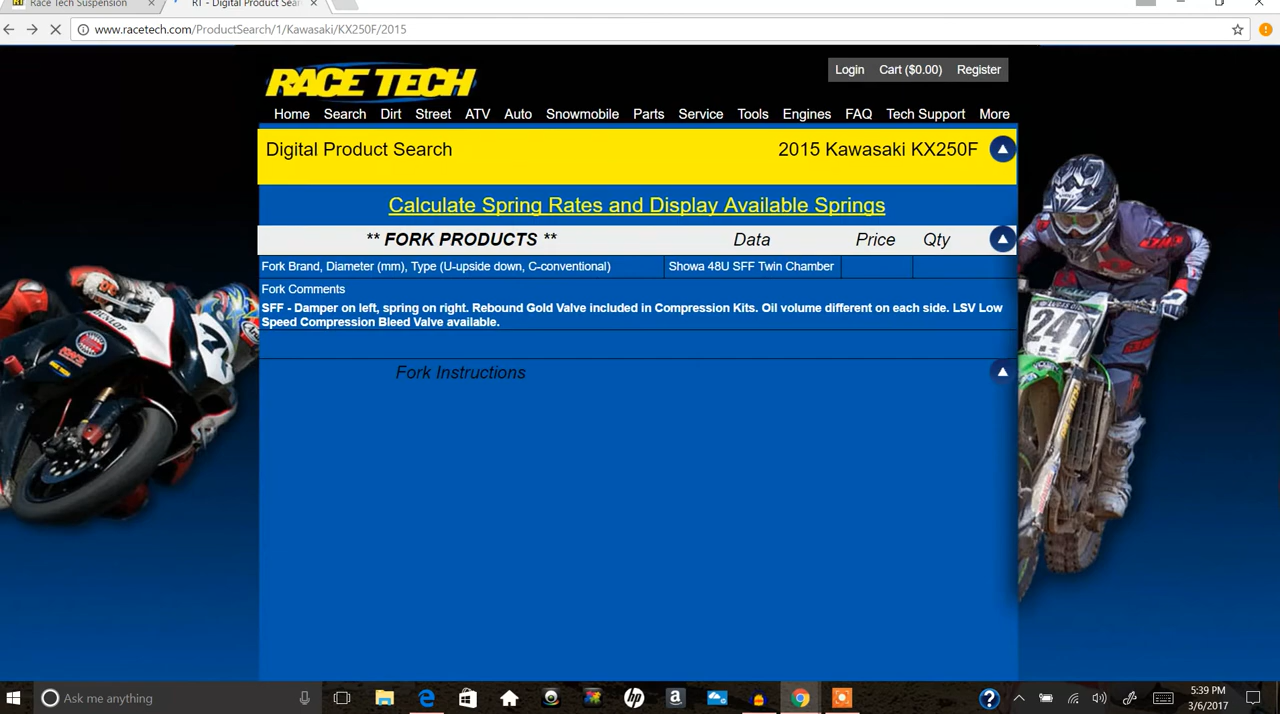 Race Tech Suspension
RT - Digital Product Sear
www.racetech.com/ProductSearch/1/Kawasaki/KX250F/2015
RACE TECH
Login Cart ($0.00) Register
Home Search Dirt Street ATV Auto Snowmobile Parts Service Tools Engines FAQ Tech Support More
Digital Product Search 2015 Kawasaki KX250F
Calculate Spring Rates and Display Available Springs
** FORK PRODUCTS ** Data Price Qty
Fork Brand, Diameter (mm), Type (U-upside down, C-conventional) Showa 48U SFF Twin Chamber
Fork Comments
SFF - Damper on left, spring on right. Rebound Gold Valve included in Compression Kits. Oil volume different on each side. LSV Low
Speed Compression Bleed Valve available.
Fork Instructions
DUNLOP
7
241
Ask me anything
hp
a
5:39 PM
3/6/2017